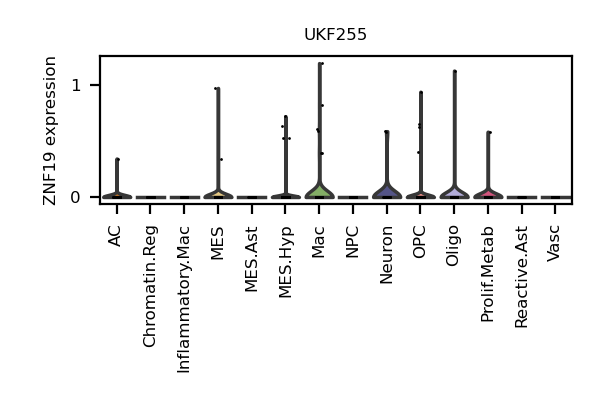 UKF255
ZNF19 expression
1
0
AC
Chromatin.Reg
Inflammatory.Mac
MES
MES.Ast
MES.Hyp
Mac
NPC
Neuron
OPC
Oligo
Prolif.Metab
Reactive.Ast
Vasc